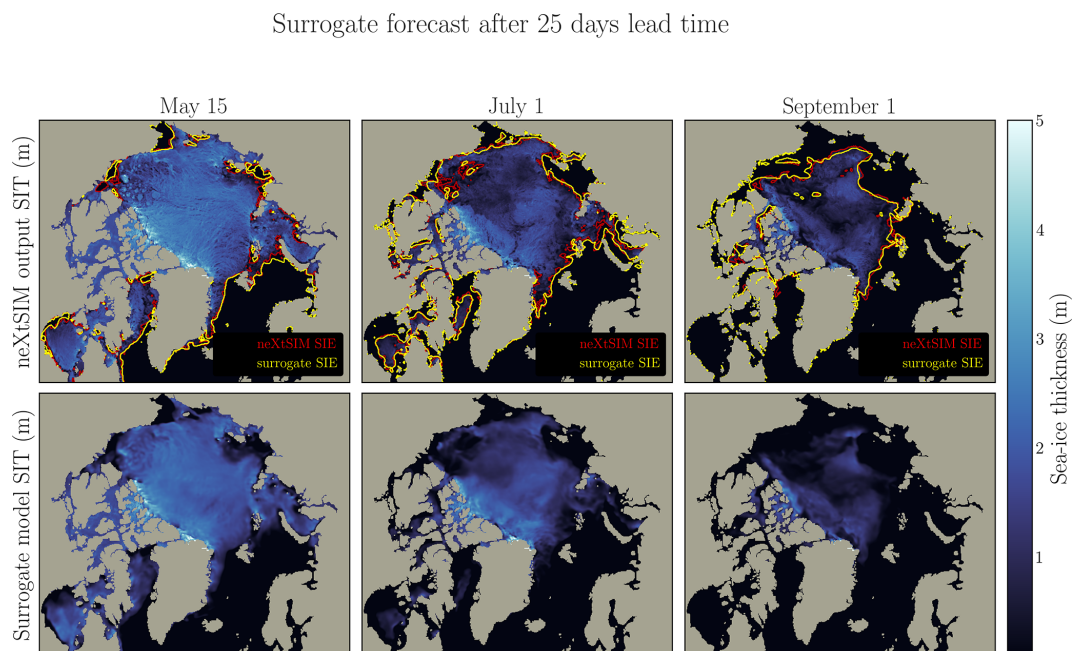 Surrogate forecast after 25 days lead time
May 15
July 1
September 1
neXtSIM output SIT (m)
neXtSIM SIE
surrogate SIE
neXtSIM SIE
surrogate SIE
neXtSIM SIE
surrogate SIE
Surrogate model SIT (m)
5
4
3
2
1
Sea-ice thickness (m)